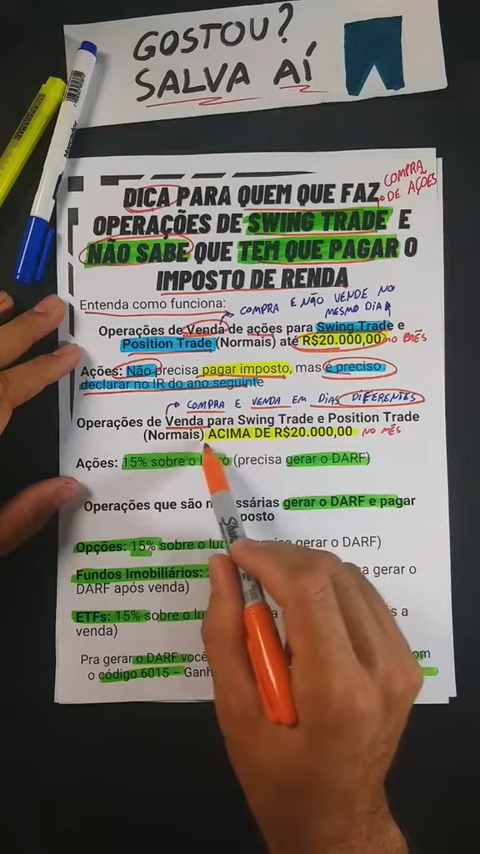 GOSTOU?
SALVA AÍ
DICA PARA QUEM QUE FAZ
COMPRA
DE AÇÕES
OPERAÇÕES DE SWING TRADE E
NÃO SABE QUE TEM QUE PAGAR O
IMPOSTO DE RENDA
Entenda como funciona:
COMPRA E NÃO VENDE NO
MESMO DIA
Operações de Venda de ações para Swing Trade e
Position Trade (Normais) até R$20.000,00 NO MÊS
Ações: Não precisa pagar imposto, mas é preciso
declarar no IR do ano seguinte
COMPRA E VENDA EM DIAS DIFERENTES
Operações de Venda para Swing Trade e Position Trade
(Normais) ACIMA DE R$20.000,00 NO MÊS
Ações: 15% sobre o (precisa gerar o DARF)
Operações que são gerar o DARF e pagar
Opções: 15% sobre o gerar o DARF)
Fundos Imobiliários: gerar o
DARF após venda)
ETFs: 15% sobre o a
venda)
Pra gerar o DARF
o código 6015 –